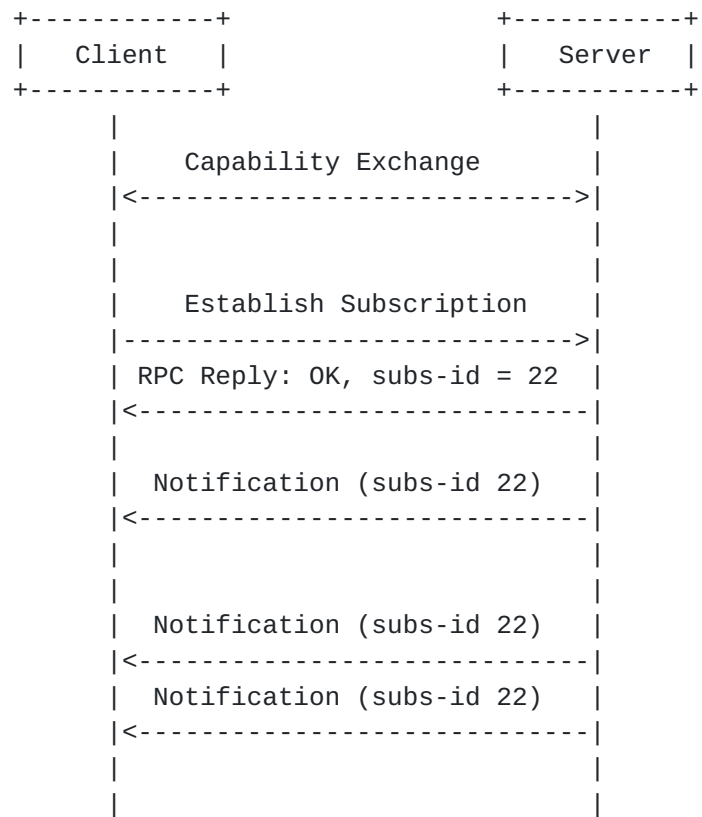 +------------+                 +-----------+
|   Client   |                 |   Server  |
+------------+                 +-----------+
      |                              |
      |    Capability Exchange       |
      |<---------------------------->|
      |                              |
      |                              |
      |    Establish Subscription    |
      |----------------------------->|
      | RPC Reply: OK, subs-id = 22  |
      |<-----------------------------|
      |                              |
      |  Notification (subs-id 22)   |
      |<-----------------------------|
      |                              |
      |                              |
      |  Notification (subs-id 22)   |
      |<-----------------------------|
      |  Notification (subs-id 22)   |
      |<-----------------------------|
      |                              |
      |                              |